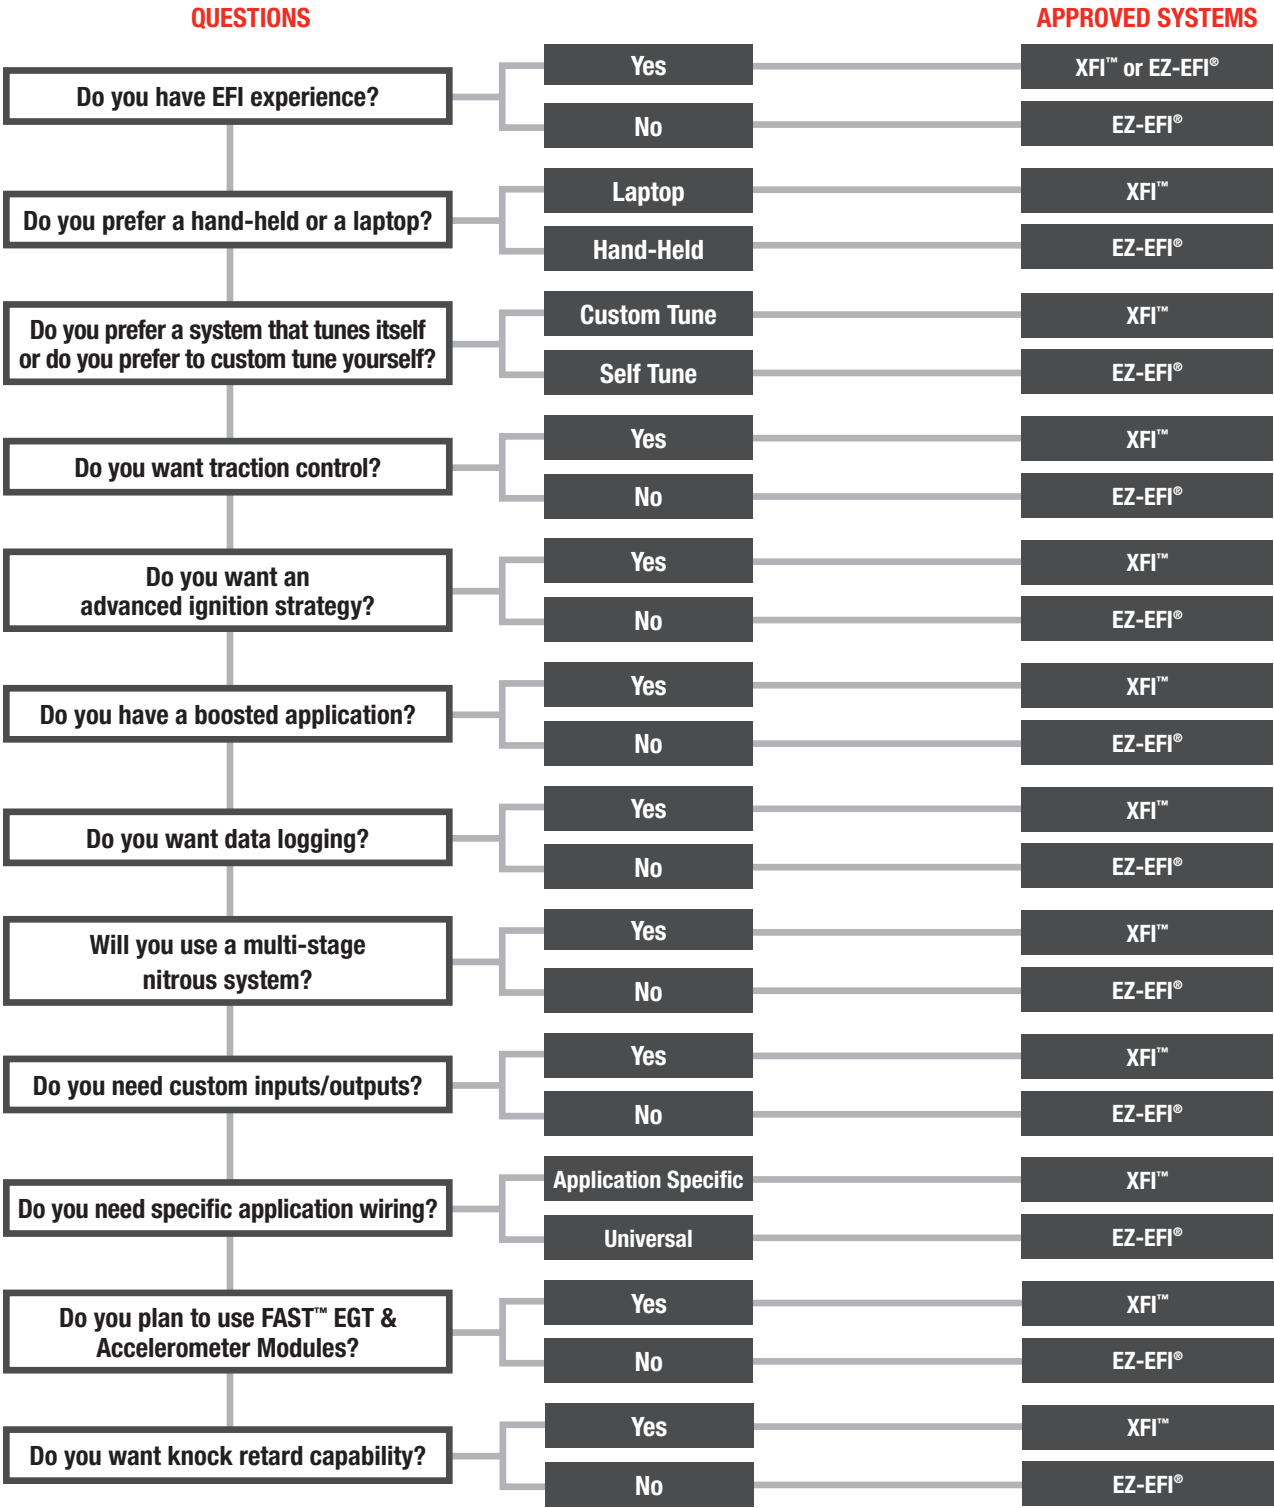 QUESTIONS
APPROVED SYSTEMS
Do you have EFI experience?
Yes
XFI™ or EZ-EFI®
No
EZ-EFI®
Do you prefer a hand-held or a laptop?
Laptop
XFI™
Hand-Held
EZ-EFI®
Do you prefer a system that tunes itself
or do you prefer to custom tune yourself?
Custom Tune
XFI™
Self Tune
EZ-EFI®
Do you want traction control?
Yes
XFI™
No
EZ-EFI®
Do you want an
advanced ignition strategy?
Yes
XFI™
No
EZ-EFI®
Do you have a boosted application?
Yes
XFI™
No
EZ-EFI®
Do you want data logging?
Yes
XFI™
No
EZ-EFI®
Will you use a multi-stage
nitrous system?
Yes
XFI™
No
EZ-EFI®
Do you need custom inputs/outputs?
Yes
XFI™
No
EZ-EFI®
Do you need specific application wiring?
Application Specific
XFI™
Universal
EZ-EFI®
Do you plan to use FAST™ EGT &
Accelerometer Modules?
Yes
XFI™
No
EZ-EFI®
Do you want knock retard capability?
Yes
XFI™
No
EZ-EFI®